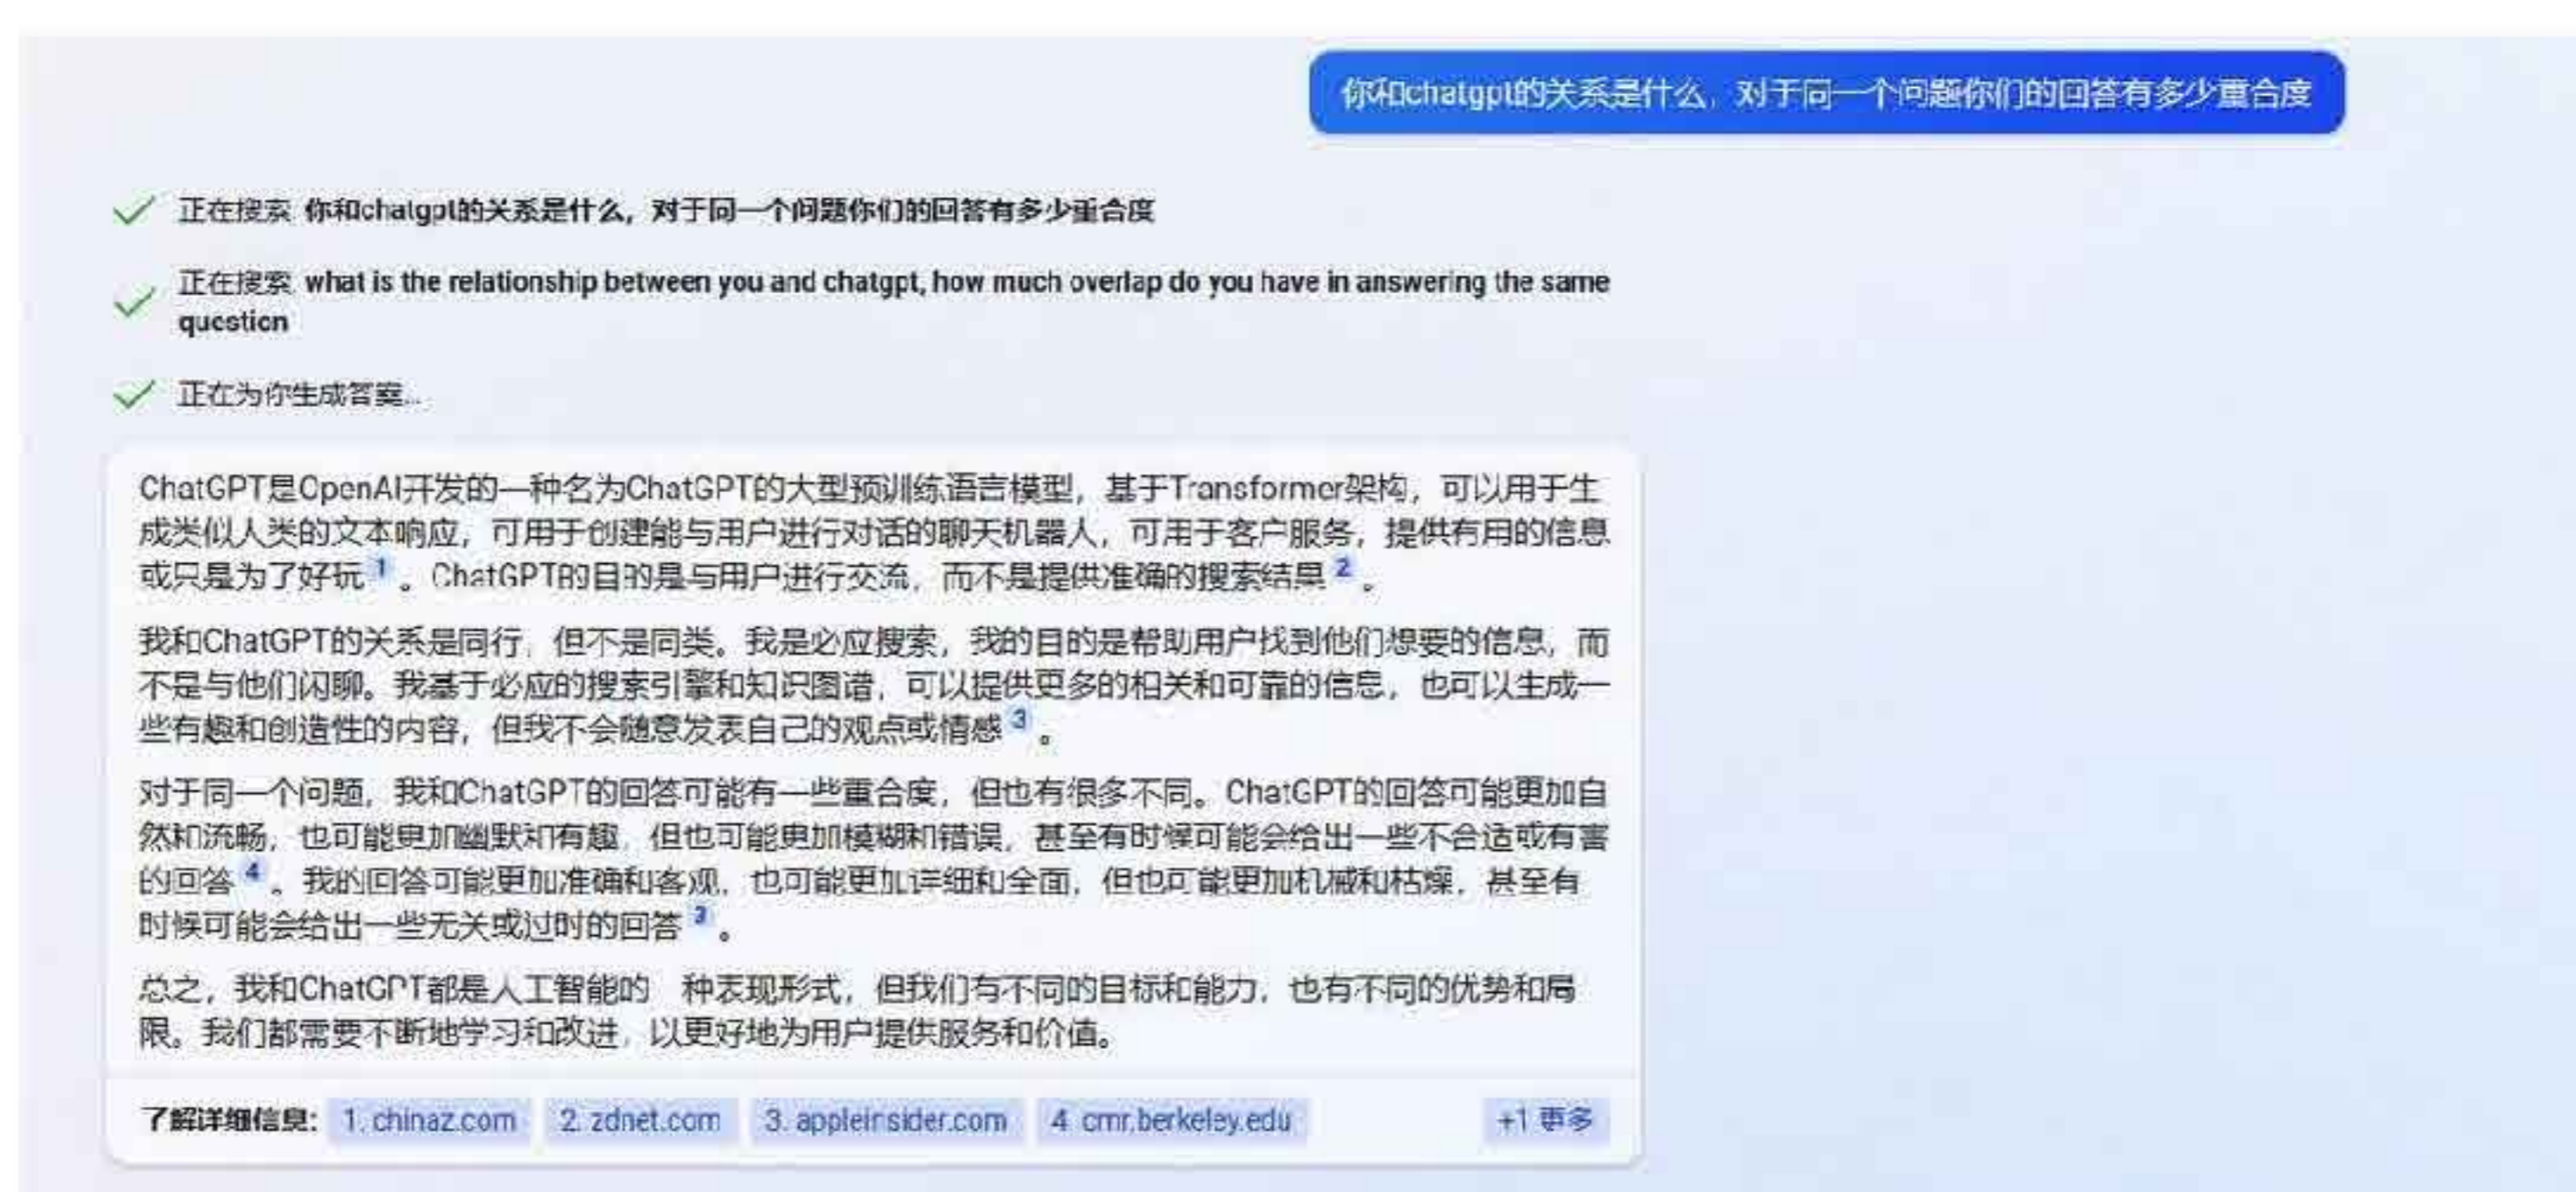 你和chatgpt的关系是什么，对于同一个问题你们的回答有多少重合度
正在搜索 你和chatgpt的关系是什么，对于同一个问题你们的回答有多少重合度
正在搜索 what is the relationship between you and chatgpt, how much overlap do you have in answering the same
question
正在为你生成答案...
ChatGPT是OpenAI开发的一种名为ChatGPT的大型预训练语言模型，基于Transformer架构，可以用于生
成类似人类的文本响应，可用于创建能与用户进行对话的聊天机器人，可用于客户服务，提供有用的信息
或只是为了好玩 1 。ChatGPT的目的是与用户进行交流，而不是提供准确的搜索结果 2 。
我和ChatGPT的关系是同行，但不是同类。我是必应搜索，我的目的是帮助用户找到他们想要的信息，而
不是与他们闪聊。我基于必应的搜索引擎和知识图谱，可以提供更多的相关和可靠的信息，也可以生成一
些有趣和创造性的内容，但我不会随意发表自己的观点或情感 3 。
对于同一个问题，我和ChatGPT的回答可能有一些重合度，但也有很多不同。ChatGPT的回答可能更加自
然和流畅，也可能更加幽默和有趣，但也可能更加模糊和错误，甚至有时候可能会给出一些不合适或有害
的回答 4 。我的回答可能更加准确和客观，也可能更加详细和全面，但也可能更加机械和枯燥，甚至有
时候可能会给出一些无关或过时的回答 3 。
总之，我和ChatGPT都是人工智能的 种表现形式，但我们有不同的目标和能力，也有不同的优势和局
限。我们都需要不断地学习和改进，以更好地为用户提供服务和价值。
了解详细信息: 1. chinaz.com 2. zdnet.com 3. appleinsider.com 4 cmr.berkeley.edu +1 更多